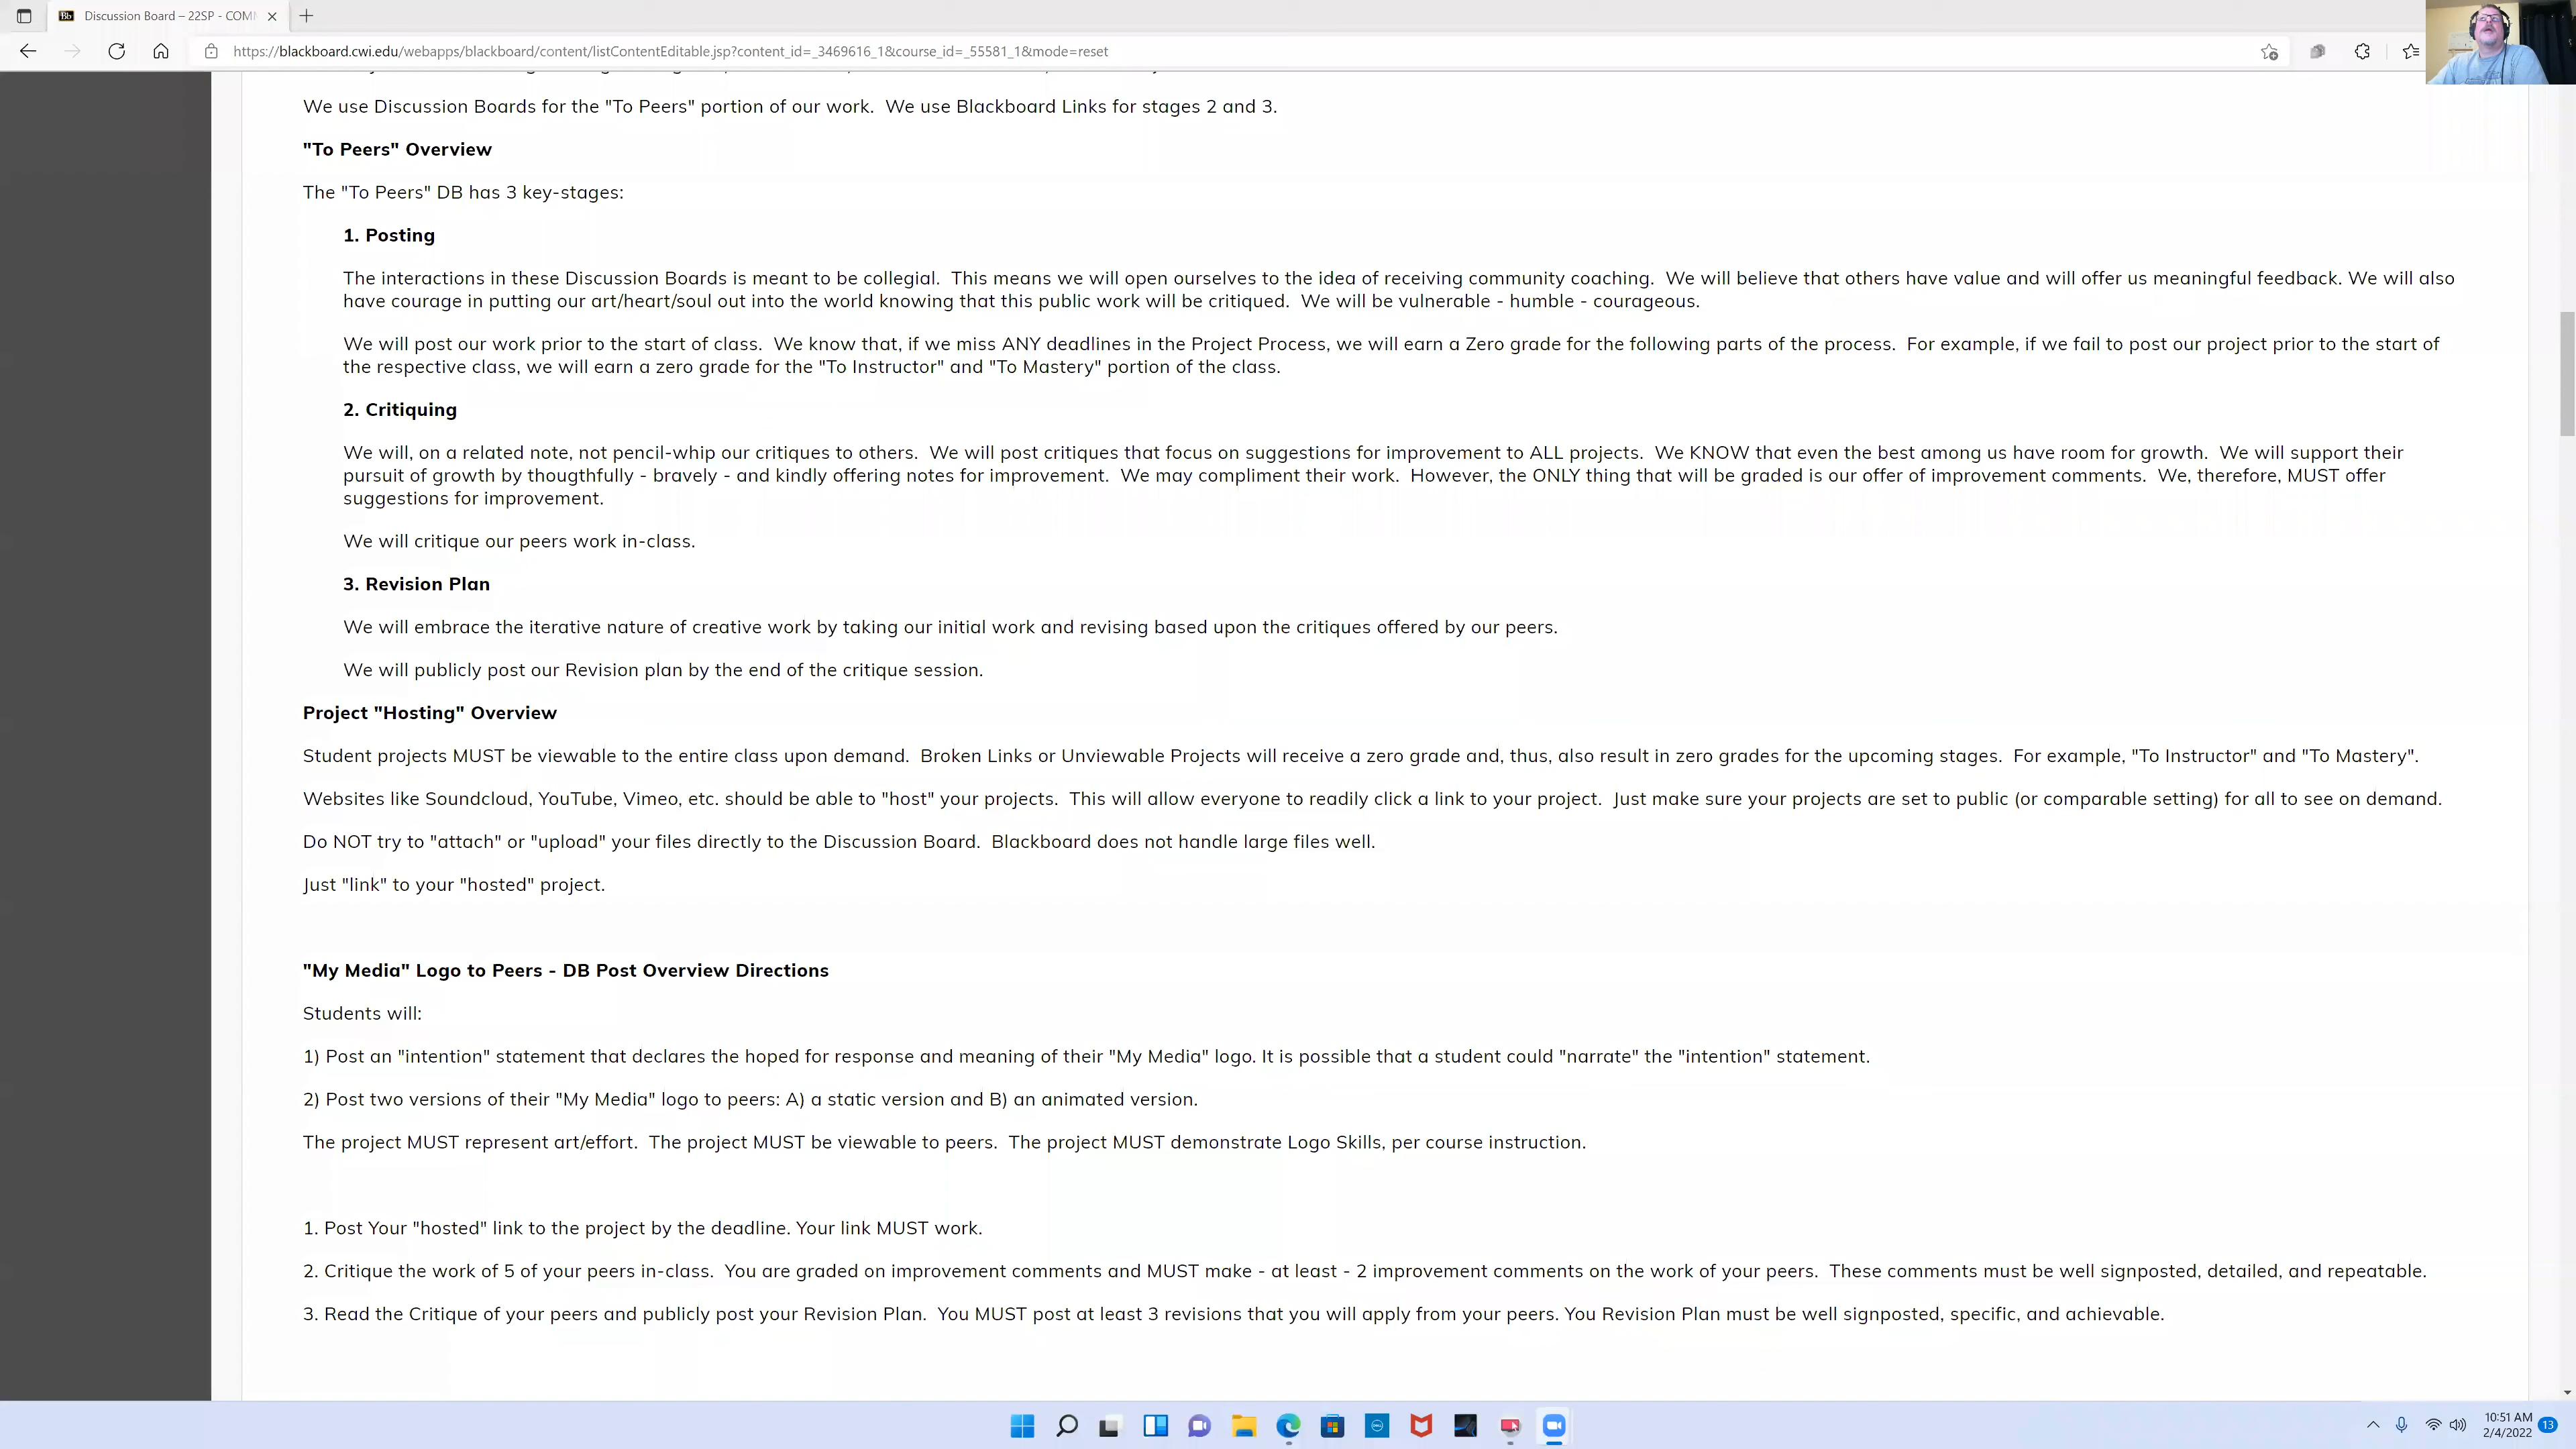 Discussion Board – 22SP - COM
https://blackboard.cwi.edu/webapps/blackboard/content/listContentEditable.jsp?content_id=_3469616_1&course_id=_55581_1&mode=reset
We use Discussion Boards for the "To Peers" portion of our work.  We use Blackboard Links for stages 2 and 3.
"To Peers" Overview
The "To Peers" DB has 3 key-stages:
1. Posting
The interactions in these Discussion Boards is meant to be collegial.  This means we will open ourselves to the idea of receiving community coaching.  We will believe that others have value and will offer us meaningful feedback. We will also
have courage in putting our art/heart/soul out into the world knowing that this public work will be critiqued.  We will be vulnerable - humble - courageous.
We will post our work prior to the start of class.  We know that, if we miss ANY deadlines in the Project Process, we will earn a Zero grade for the following parts of the process.  For example, if we fail to post our project prior to the start of
the respective class, we will earn a zero grade for the "To Instructor" and "To Mastery" portion of the class.
2. Critiquing
We will, on a related note, not pencil-whip our critiques to others.  We will post critiques that focus on suggestions for improvement to ALL projects.  We KNOW that even the best among us have room for growth.  We will support their
pursuit of growth by thougthfully - bravely - and kindly offering notes for improvement.  We may compliment their work.  However, the ONLY thing that will be graded is our offer of improvement comments.  We, therefore, MUST offer
suggestions for improvement.
We will critique our peers work in-class.
3. Revision Plan
We will embrace the iterative nature of creative work by taking our initial work and revising based upon the critiques offered by our peers.
We will publicly post our Revision plan by the end of the critique session.
Project "Hosting" Overview
Student projects MUST be viewable to the entire class upon demand.  Broken Links or Unviewable Projects will receive a zero grade and, thus, also result in zero grades for the upcoming stages.  For example, "To Instructor" and "To Mastery".
Websites like Soundcloud, YouTube, Vimeo, etc. should be able to "host" your projects.  This will allow everyone to readily click a link to your project.  Just make sure your projects are set to public (or comparable setting) for all to see on demand.
Do NOT try to "attach" or "upload" your files directly to the Discussion Board.  Blackboard does not handle large files well.
Just "link" to your "hosted" project.
"My Media" Logo to Peers - DB Post Overview Directions
Students will:
1) Post an "intention" statement that declares the hoped for response and meaning of their "My Media" logo. It is possible that a student could "narrate" the "intention" statement.
2) Post two versions of their "My Media" logo to peers: A) a static version and B) an animated version.
The project MUST represent art/effort.  The project MUST be viewable to peers.  The project MUST demonstrate Logo Skills, per course instruction.
1. Post Your "hosted" link to the project by the deadline. Your link MUST work.
2. Critique the work of 5 of your peers in-class.  You are graded on improvement comments and MUST make - at least - 2 improvement comments on the work of your peers.  These comments must be well signposted, detailed, and repeatable.
3. Read the Critique of your peers and publicly post your Revision Plan.  You MUST post at least 3 revisions that you will apply from your peers. You Revision Plan must be well signposted, specific, and achievable.
10:51 AM
2/4/2022
13